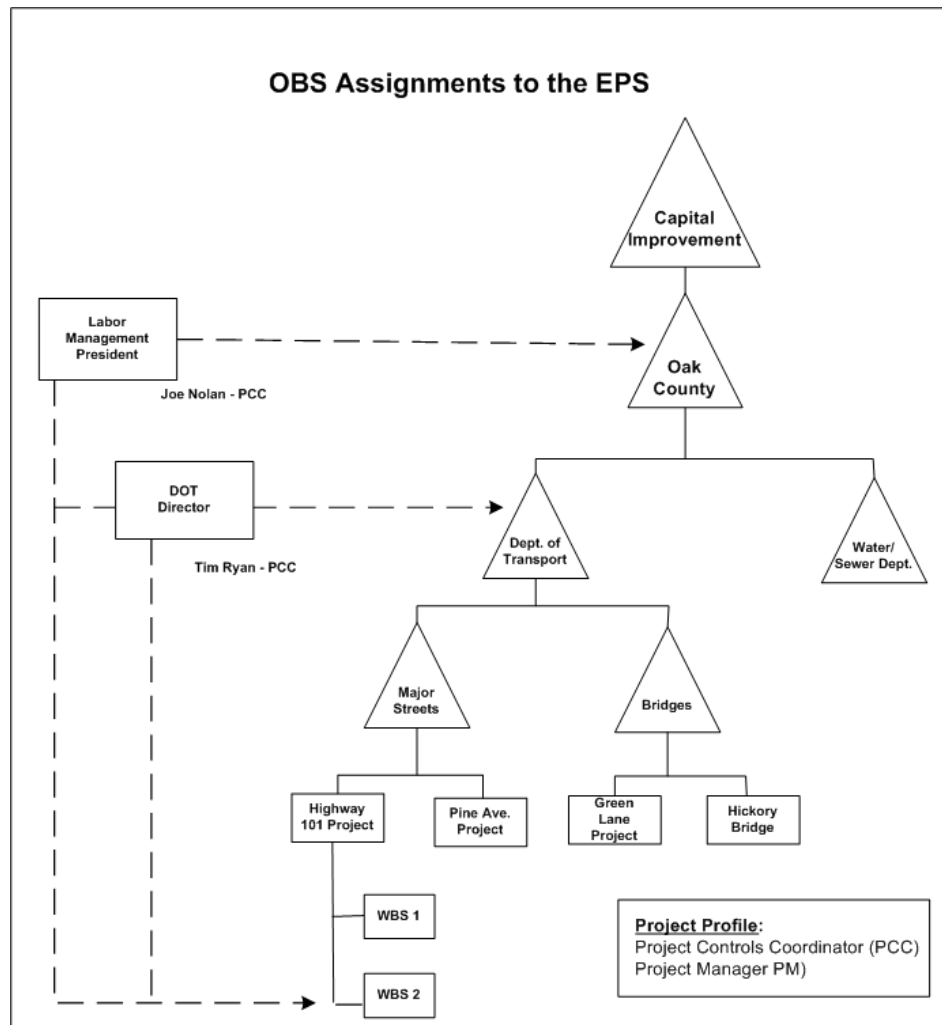 OBS Assignments to the EPS
Capital
Improvement
Labor
Management
President
Joe Nolan - PCC
Oak
County
DOT
Director
Tim Ryan - PCC
Dept. of
Transport
Water/
Sewer Dept.
Major
Streets
Bridges
Highway
101 Project
Pine Ave.
Project
Green
Lane
Project
Hickory
Bridge
WBS 1
WBS 2
Project Profile:
Project Controls Coordinator (PCC)
Project Manager PM)